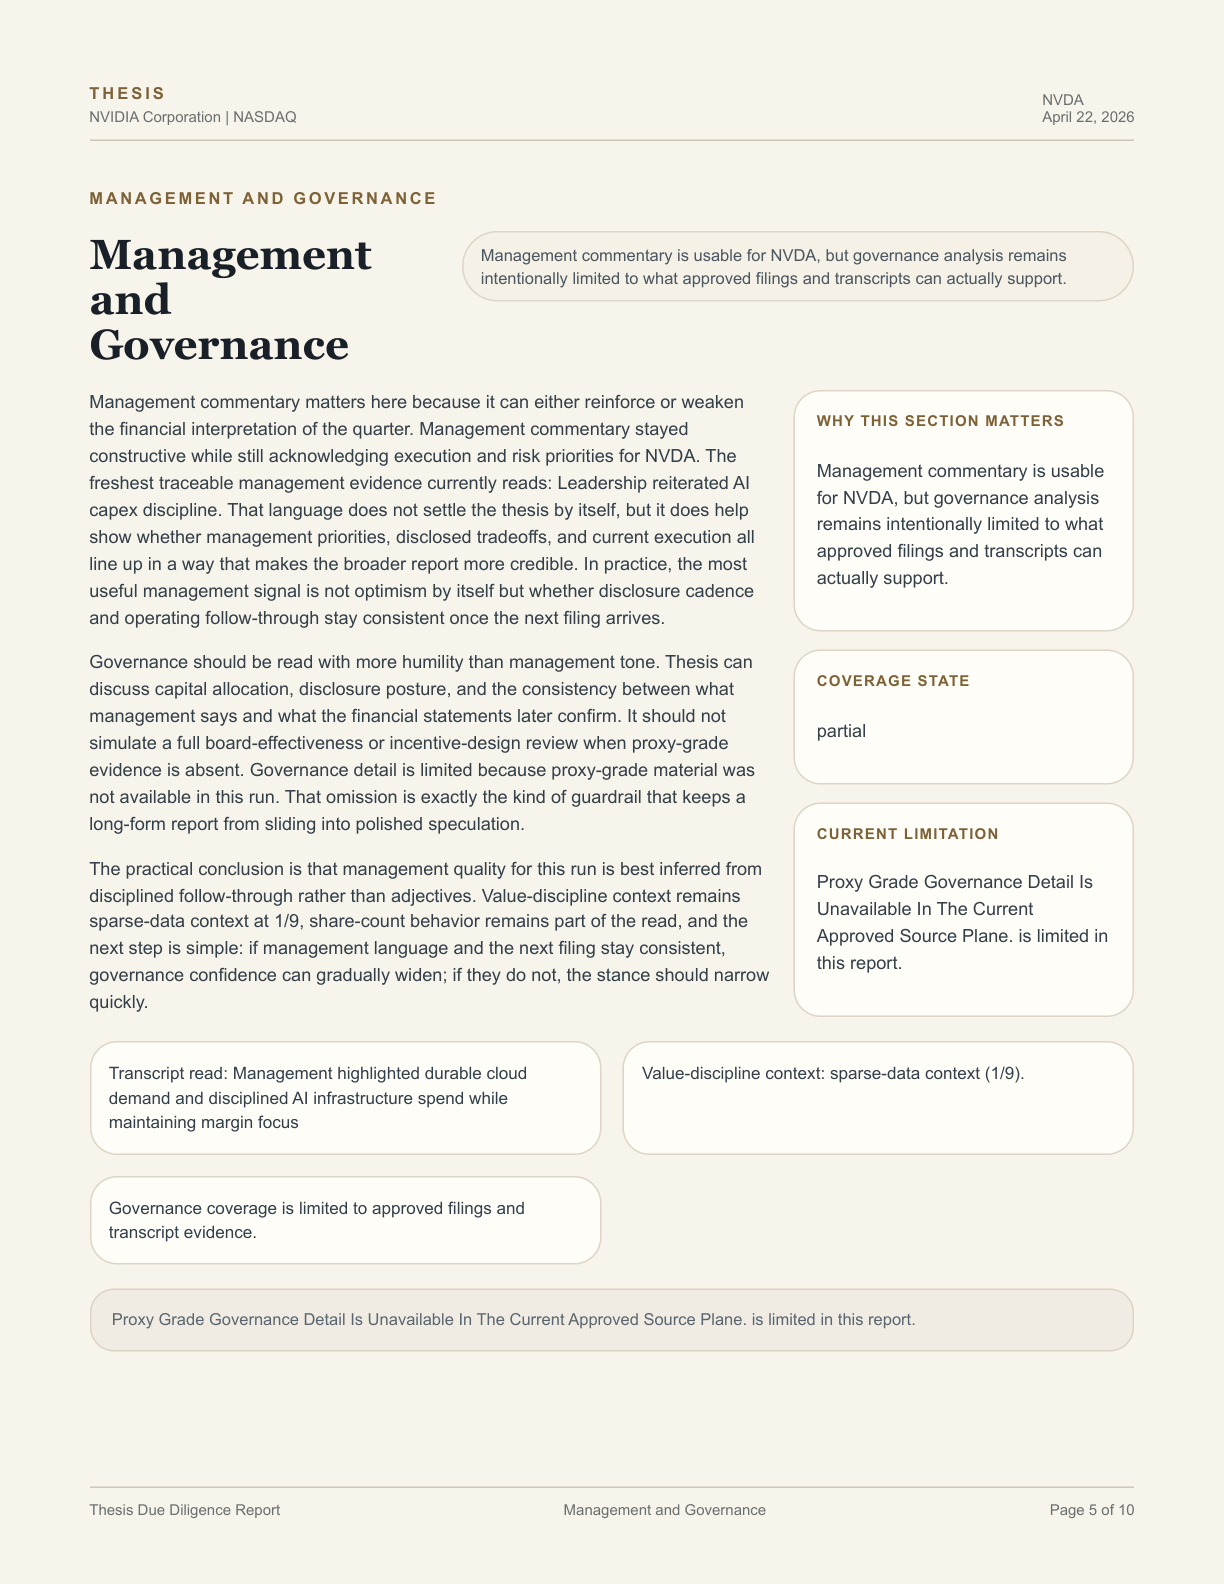 THESIS
NVIDIA Corporation | NASDAQ
NVDA
April 22, 2026
MANAGEMENT AND GOVERNANCE
Management
and
Governance
Management commentary is usable for NVDA, but governance analysis remains
intentionally limited to what approved filings and transcripts can actually support.
Management commentary matters here because it can either reinforce or weaken
the financial interpretation of the quarter. Management commentary stayed
constructive while still acknowledging execution and risk priorities for NVDA. The
freshest traceable management evidence currently reads: Leadership reiterated AI
capex discipline. That language does not settle the thesis by itself, but it does help
show whether management priorities, disclosed tradeoffs, and current execution all
line up in a way that makes the broader report more credible. In practice, the most
useful management signal is not optimism by itself but whether disclosure cadence
and operating follow-through stay consistent once the next filing arrives.
Governance should be read with more humility than management tone. Thesis can
discuss capital allocation, disclosure posture, and the consistency between what
management says and what the financial statements later confirm. It should not
simulate a full board-effectiveness or incentive-design review when proxy-grade
evidence is absent. Governance detail is limited because proxy-grade material was
not available in this run. That omission is exactly the kind of guardrail that keeps a
long-form report from sliding into polished speculation.
The practical conclusion is that management quality for this run is best inferred from
disciplined follow-through rather than adjectives. Value-discipline context remains
sparse-data context at 1/9, share-count behavior remains part of the read, and the
next step is simple: if management language and the next filing stay consistent,
governance confidence can gradually widen; if they do not, the stance should narrow
quickly.
WHY THIS SECTION MATTERS
Management commentary is usable
for NVDA, but governance analysis
remains intentionally limited to what
approved filings and transcripts can
actually support.
COVERAGE STATE
partial
CURRENT LIMITATION
Proxy Grade Governance Detail Is
Unavailable In The Current
Approved Source Plane. is limited in
this report.
Transcript read: Management highlighted durable cloud
demand and disciplined AI infrastructure spend while
maintaining margin focus
Value-discipline context: sparse-data context (1/9).
Governance coverage is limited to approved filings and
transcript evidence.
Proxy Grade Governance Detail Is Unavailable In The Current Approved Source Plane. is limited in this report.
Thesis Due Diligence Report
Management and Governance
Page 5 of 10